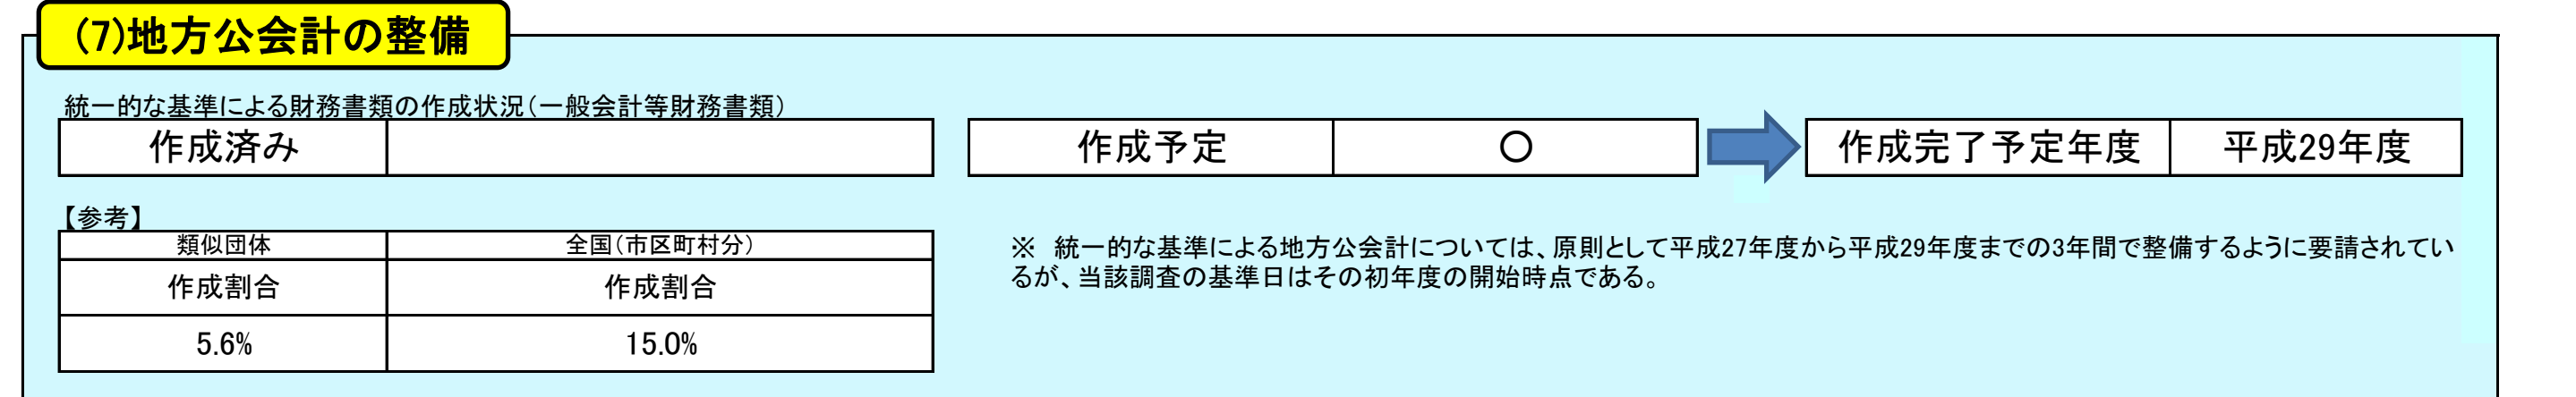 (7)地方公会計の整備
統一的な基準による財務書類の作成状況(一般会計等財務書類)
作成済み
作成予定 ○
作成完了予定年度 平成29年度
【参考】
類似団体 全国(市区町村分)
作成割合 作成割合
5.6% 15.0%
※ 統一的な基準による地方公会計については、原則として平成27年度から平成29年度までの3年間で整備するように要請されてい
るが、当該調査の基準日はその初年度の開始時点である。